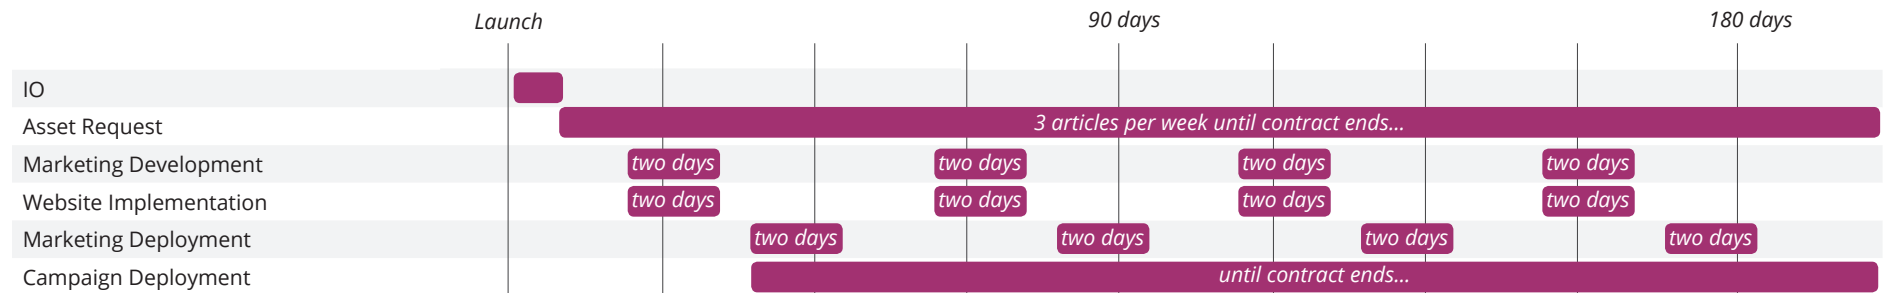 Launch 90 days 180 days
IO
Asset Request 3 articles per week until contract ends...
Marketing Development two days two days two days two days
Website Implementation two days two days two days two days
Marketing Deployment two days two days two days two days
Campaign Deployment until contract ends...